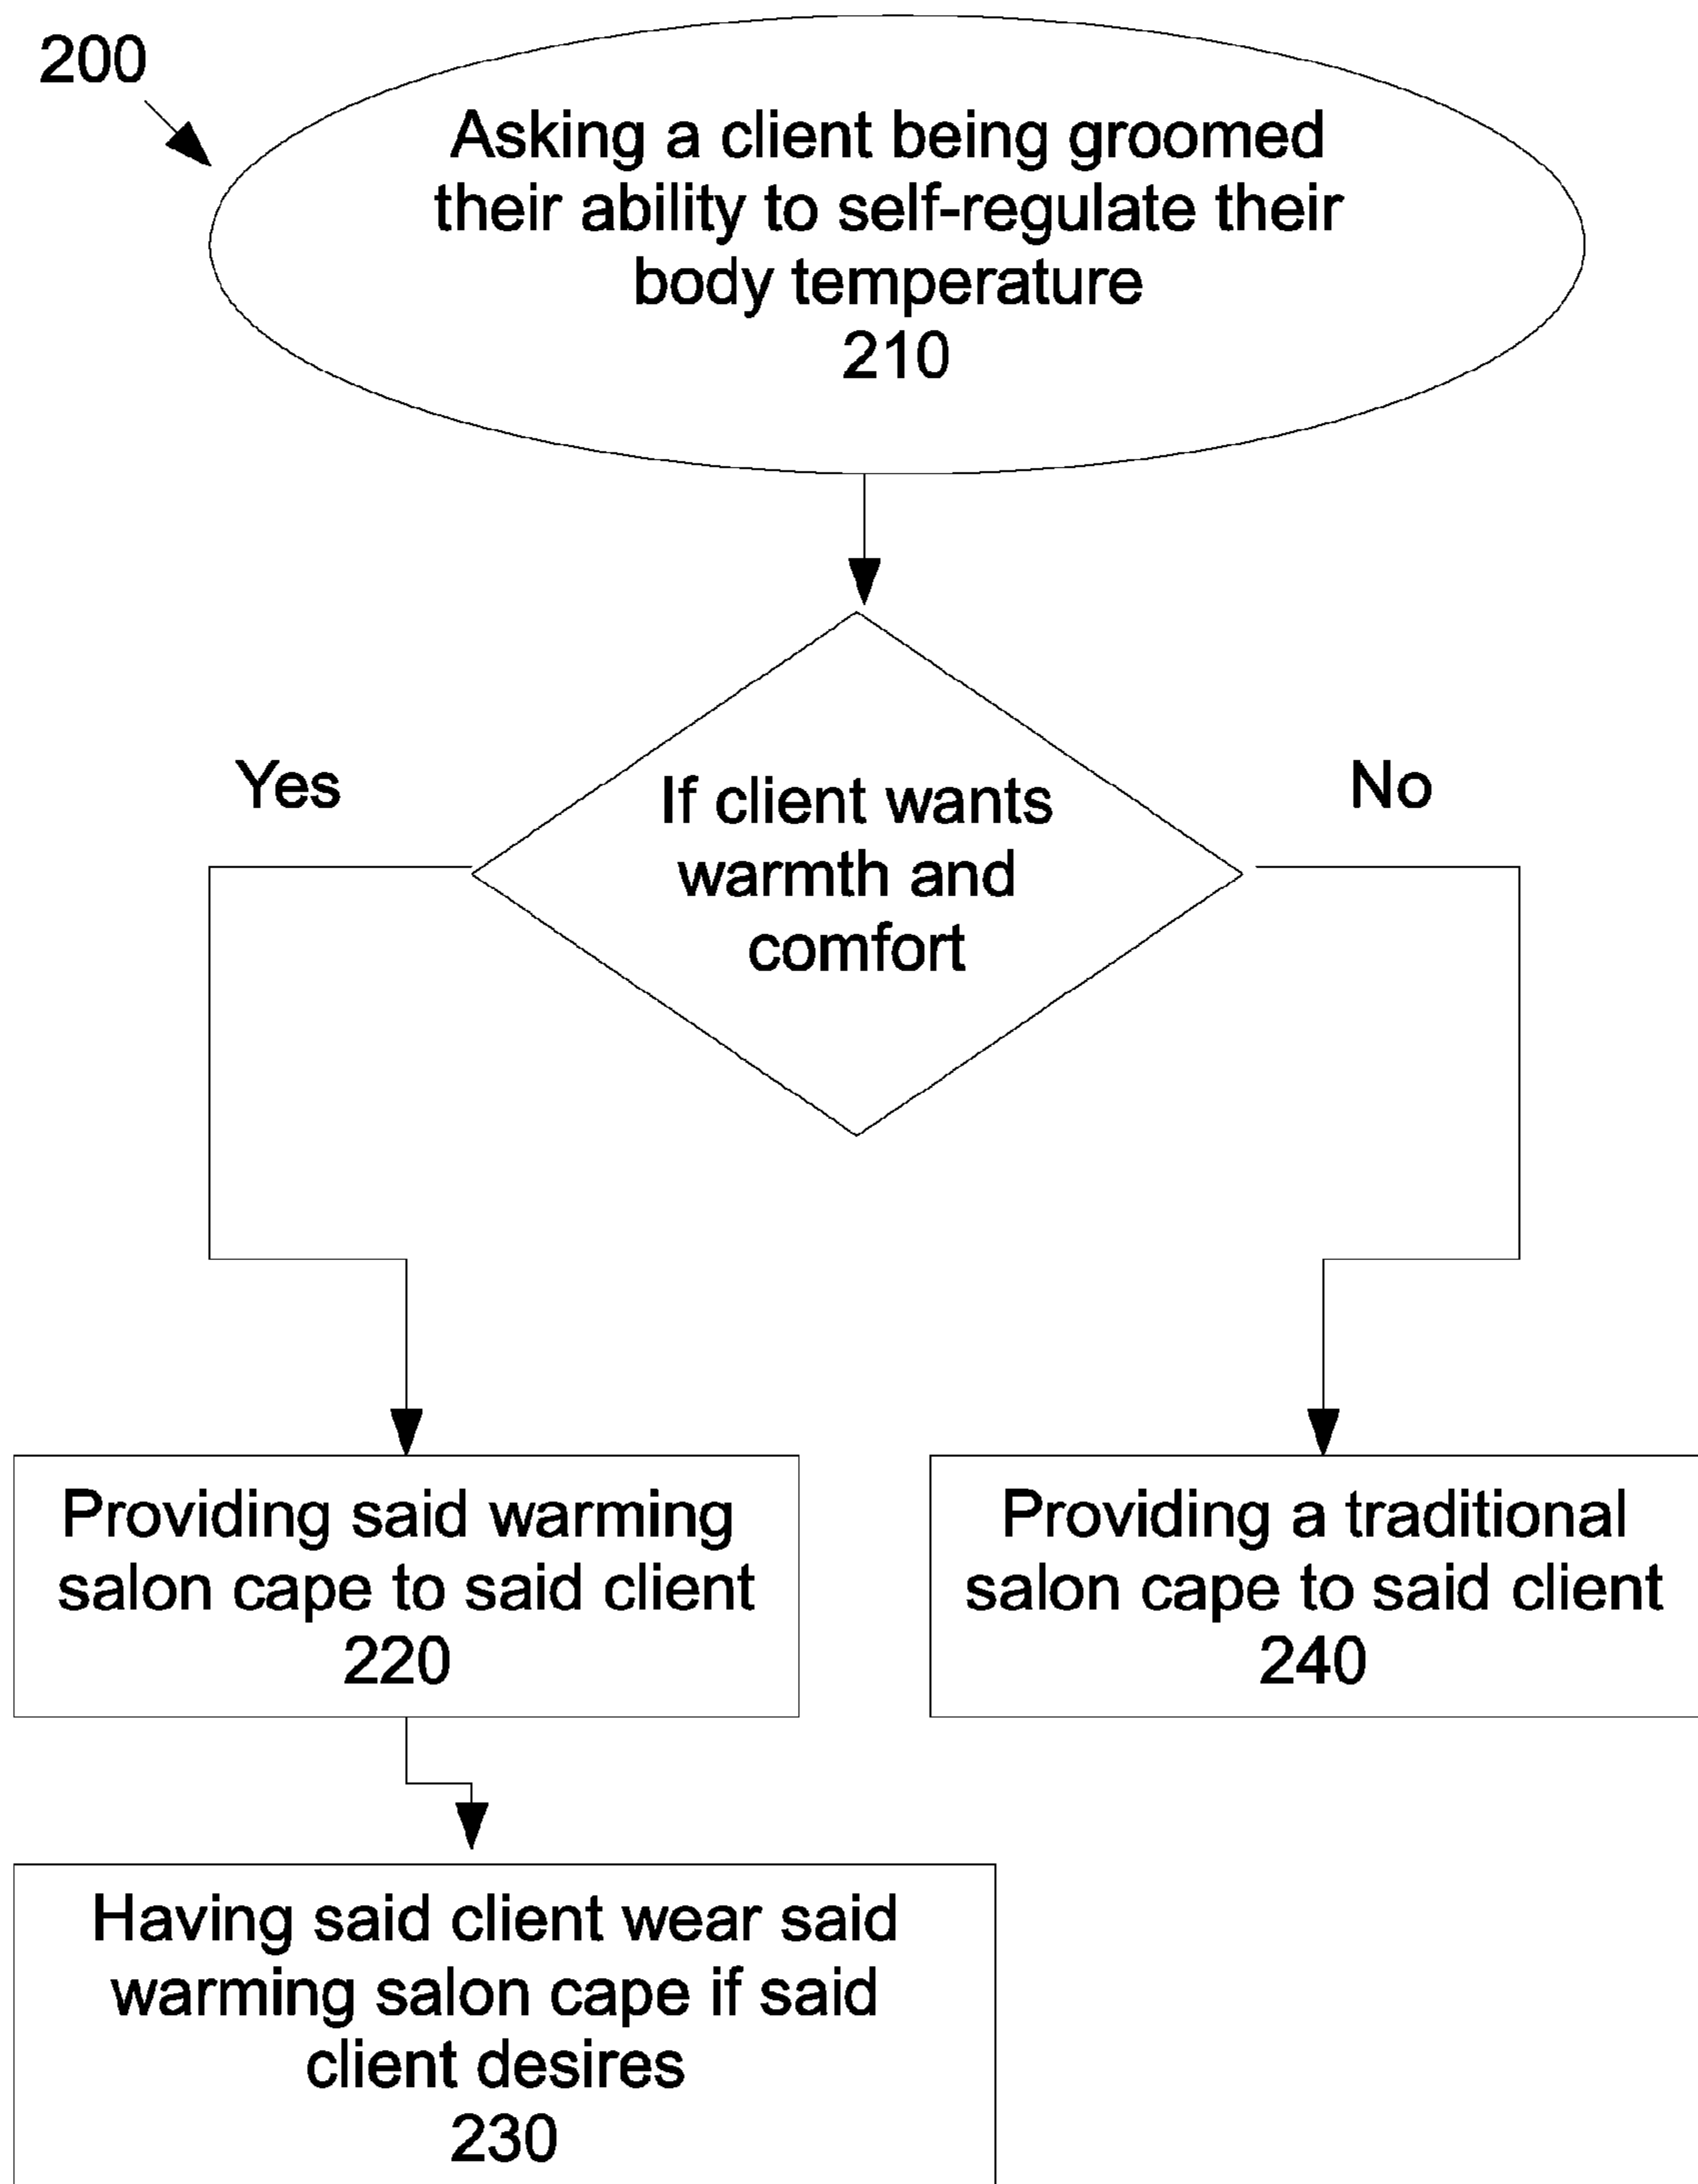 200
Asking a client being groomed
their ability to self-regulate their
body temperature
210
Yes
If client wants
warmth and
comfort
No
Providing said warming
salon cape to said client
220
Providing a traditional
salon cape to said client
240
Having said client wear said
warming salon cape if said
client desires
230